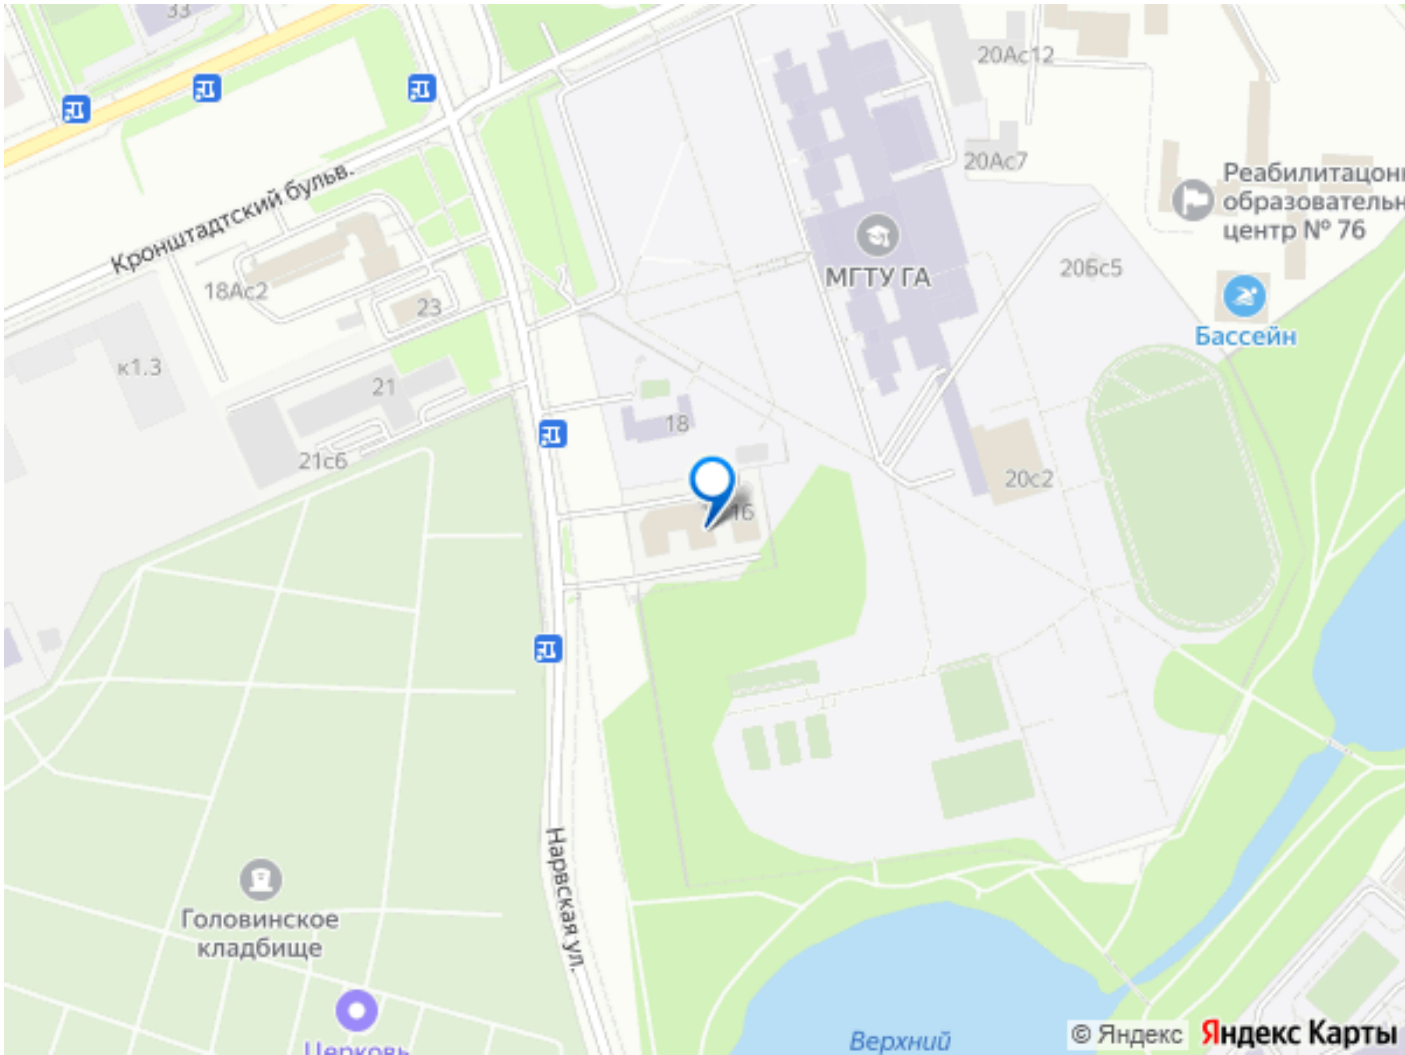 33
20Ас12
20Ас7
Реабилитацон
образовательн
центр № 76
Кронштадтский бульв.
МГТУ ГА
20Бс5
18Ас2
23
Бассейн
к1.3
21
18
21с6
20с2
16
Нарвская ул.
Головинское
кладбище
Церковь
Верхний
© Яндекс Яндекс Карты